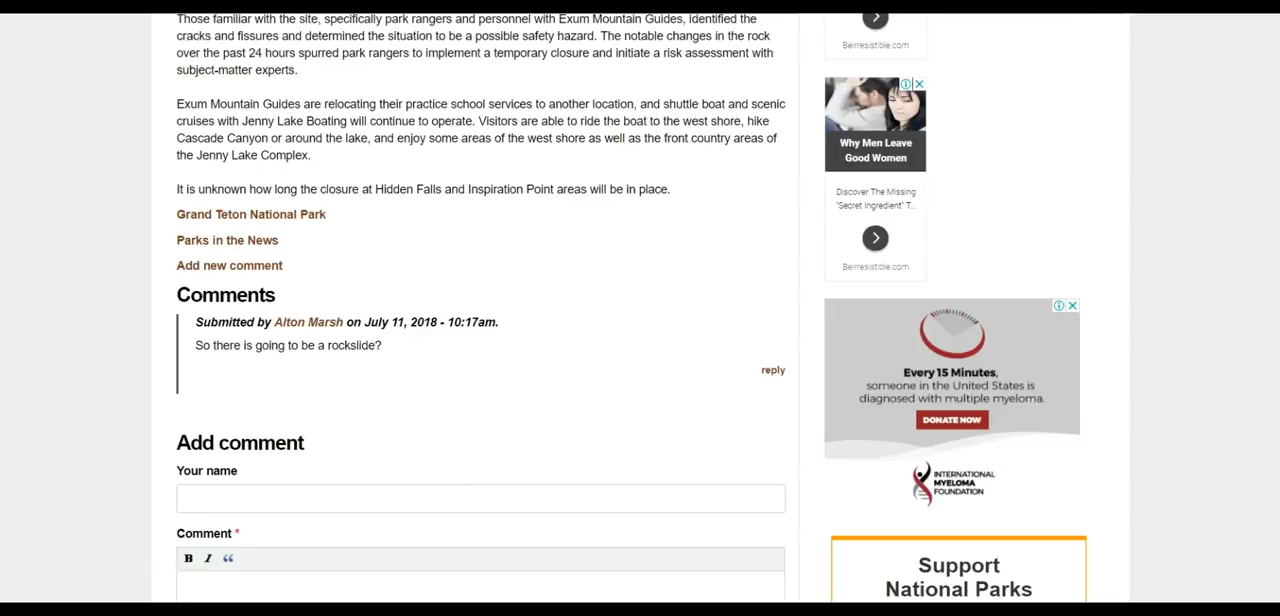 Those familiar with the site, specifically park rangers and personnel with Exum Mountain Guides, identified the
cracks and fissures and determined the situation to be a possible safety hazard. The notable changes in the rock
over the past 24 hours spurred park rangers to implement a temporary closure and initiate a risk assessment with
subject-matter experts.
Exum Mountain Guides are relocating their practice school services to another location, and shuttle boat and scenic
cruises with Jenny Lake Boating will continue to operate. Visitors are able to ride the boat to the west shore, hike
Cascade Canyon or around the lake, and enjoy some areas of the west shore as well as the front country areas of
the Jenny Lake Complex.
It is unknown how long the closure at Hidden Falls and Inspiration Point areas will be in place.
Grand Teton National Park
Parks in the News
Add new comment
Comments
Submitted by Alton Marsh on July 11, 2018 - 10:17am.
So there is going to be a rockslide?
reply
Add comment
Your name
Comment *
B I “
Beirresistible.com
Why Men Leave
Good Women
Discover The Missing
"Secret Ingredient" T...
Beirresistible.com
Every 15 Minutes,
someone in the United States is
diagnosed with multiple myeloma.
DONATE NOW
INTERNATIONAL
MYELOMA
FOUNDATION
Support
National Parks